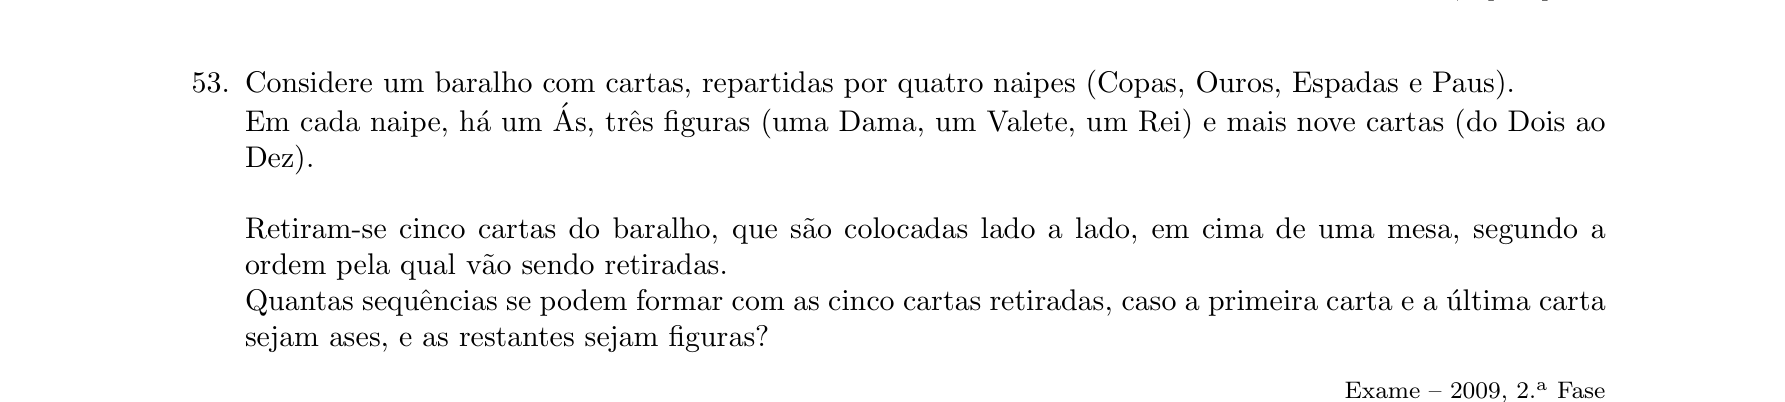 53. Considere um baralho com cartas, repartidas por quatro naipes (Copas, Ouros, Espadas e Paus).
Em cada naipe, há um Ás, três figuras (uma Dama, um Valete, um Rei) e mais nove cartas (do Dois ao
Dez).
Retiram-se cinco cartas do baralho, que são colocadas lado a lado, em cima de uma mesa, segundo a
ordem pela qual vão sendo retiradas.
Quantas sequências se podem formar com as cinco cartas retiradas, caso a primeira carta e a última carta
sejam ases, e as restantes sejam figuras?
Exame – 2009, 2.ª Fase